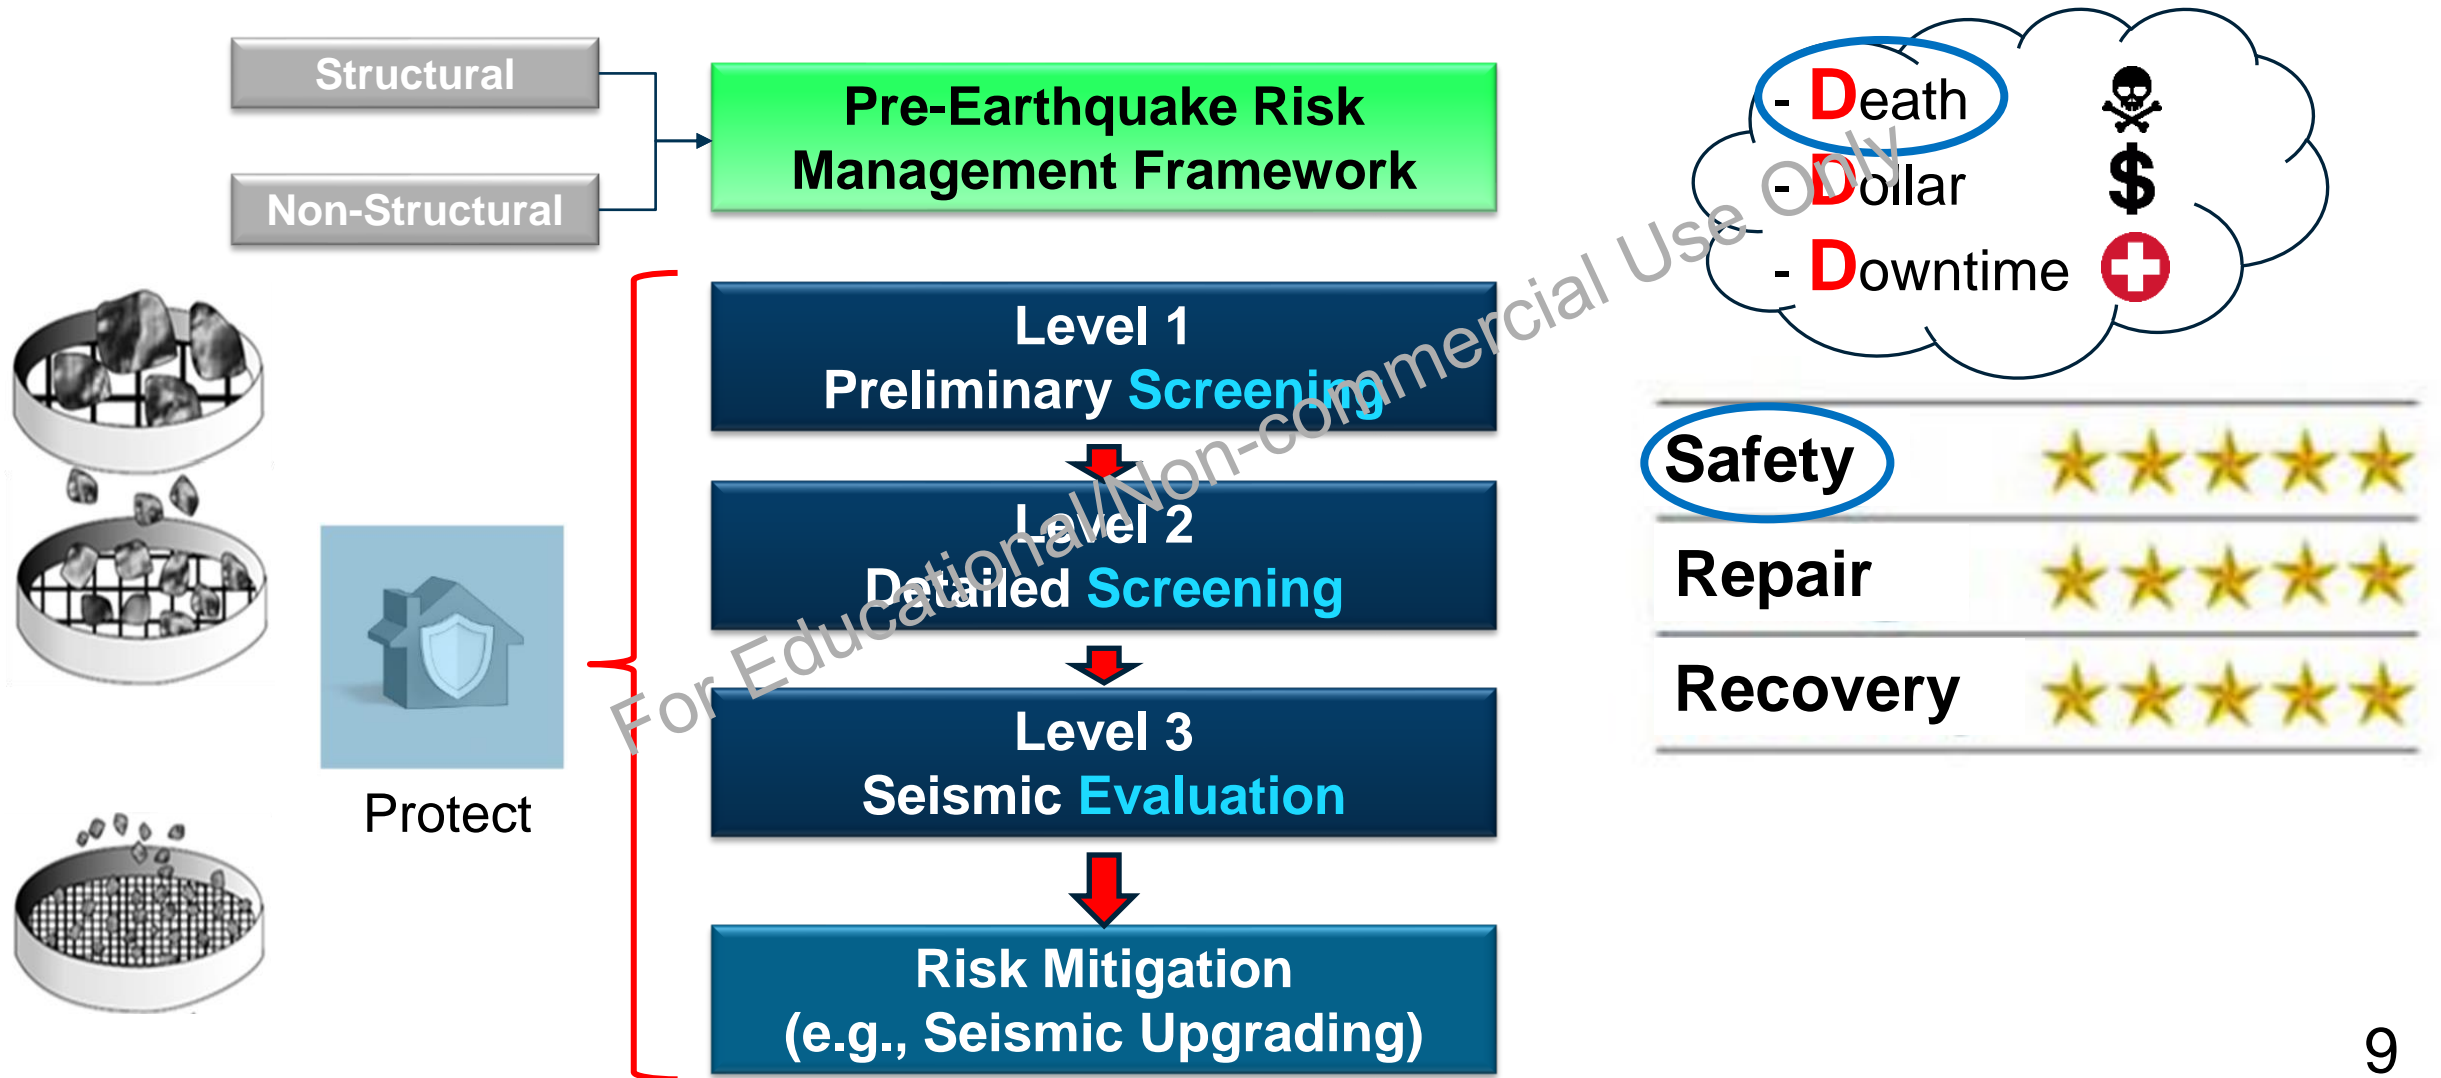 Structural
Non-Structural
Pre-Earthquake Risk
Management Framework
Level 1
Preliminary Screening
Level 2
Detailed Screening
Level 3
Seismic Evaluation
Risk Mitigation
(e.g., Seismic Upgrading)
Protect
- Death
- Dollar
$
- Downtime
Safety
Repair
Recovery
For Educational/Non-commercial Use Only
9